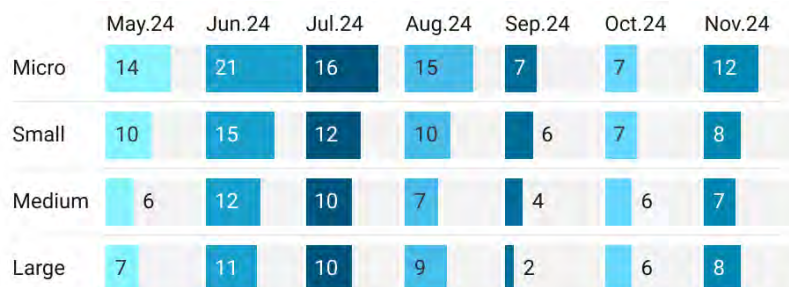 May.24 Jun.24 Jul.24 Aug.24 Sep.24 Oct.24 Nov.24
Micro 14 21 16 15 7 7 12
Small 10 15 12 10 6 7 8
Medium 6 12 10 7 4 6 7
Large 7 11 10 9 2 6 8